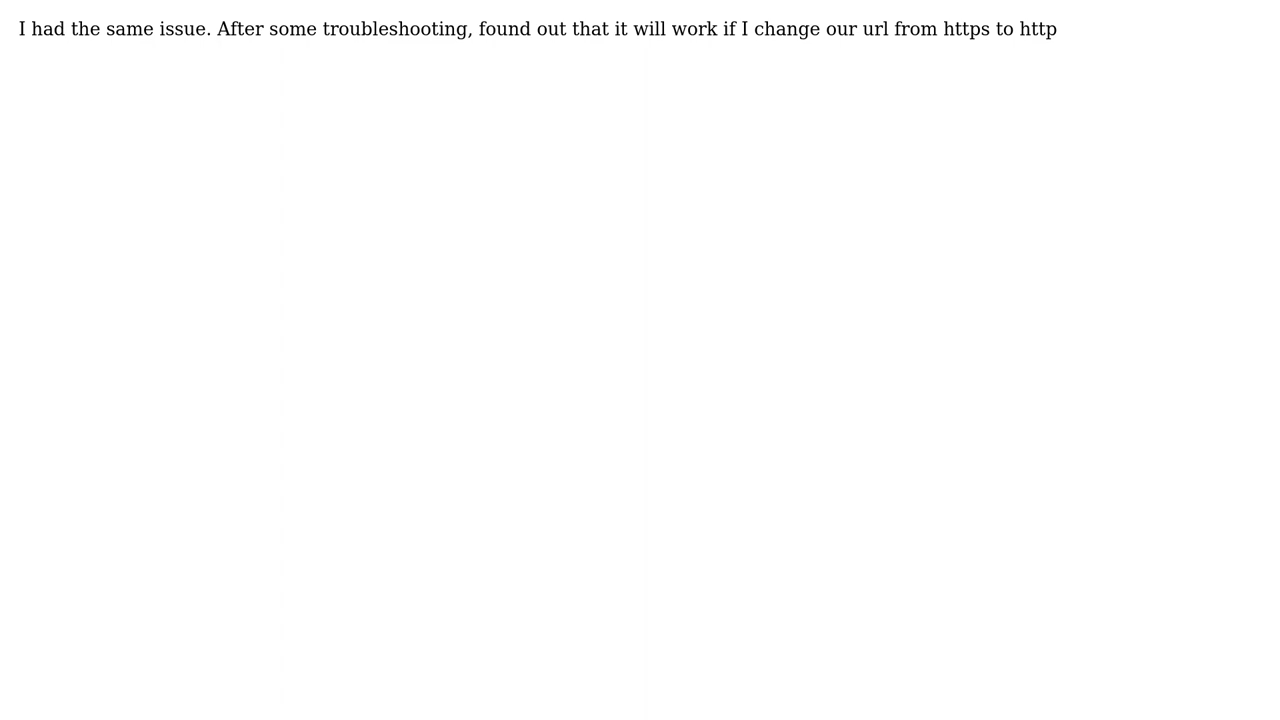 I had the same issue. After some troubleshooting, found out that it will work if I change our url from https to http